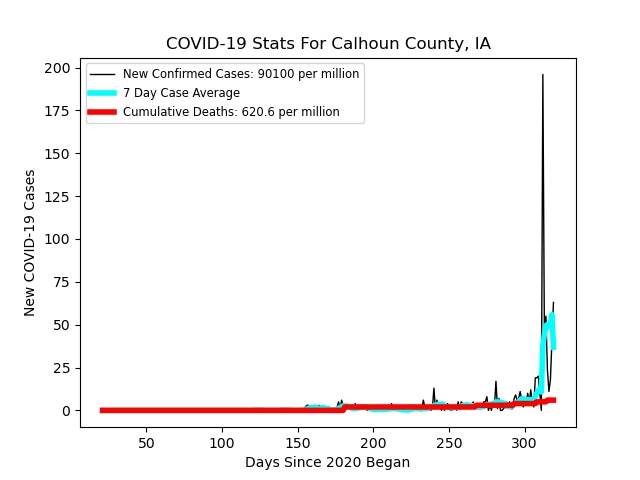 COVID-19 Stats For Calhoun County, IA
New Confirmed Cases: 90100 per million
7 Day Case Average
Cumulative Deaths: 620.6 per million
New COVID-19 Cases
200
175
150
125
100
75
50
25
0
50 100 150 200 250 300
Days Since 2020 Began